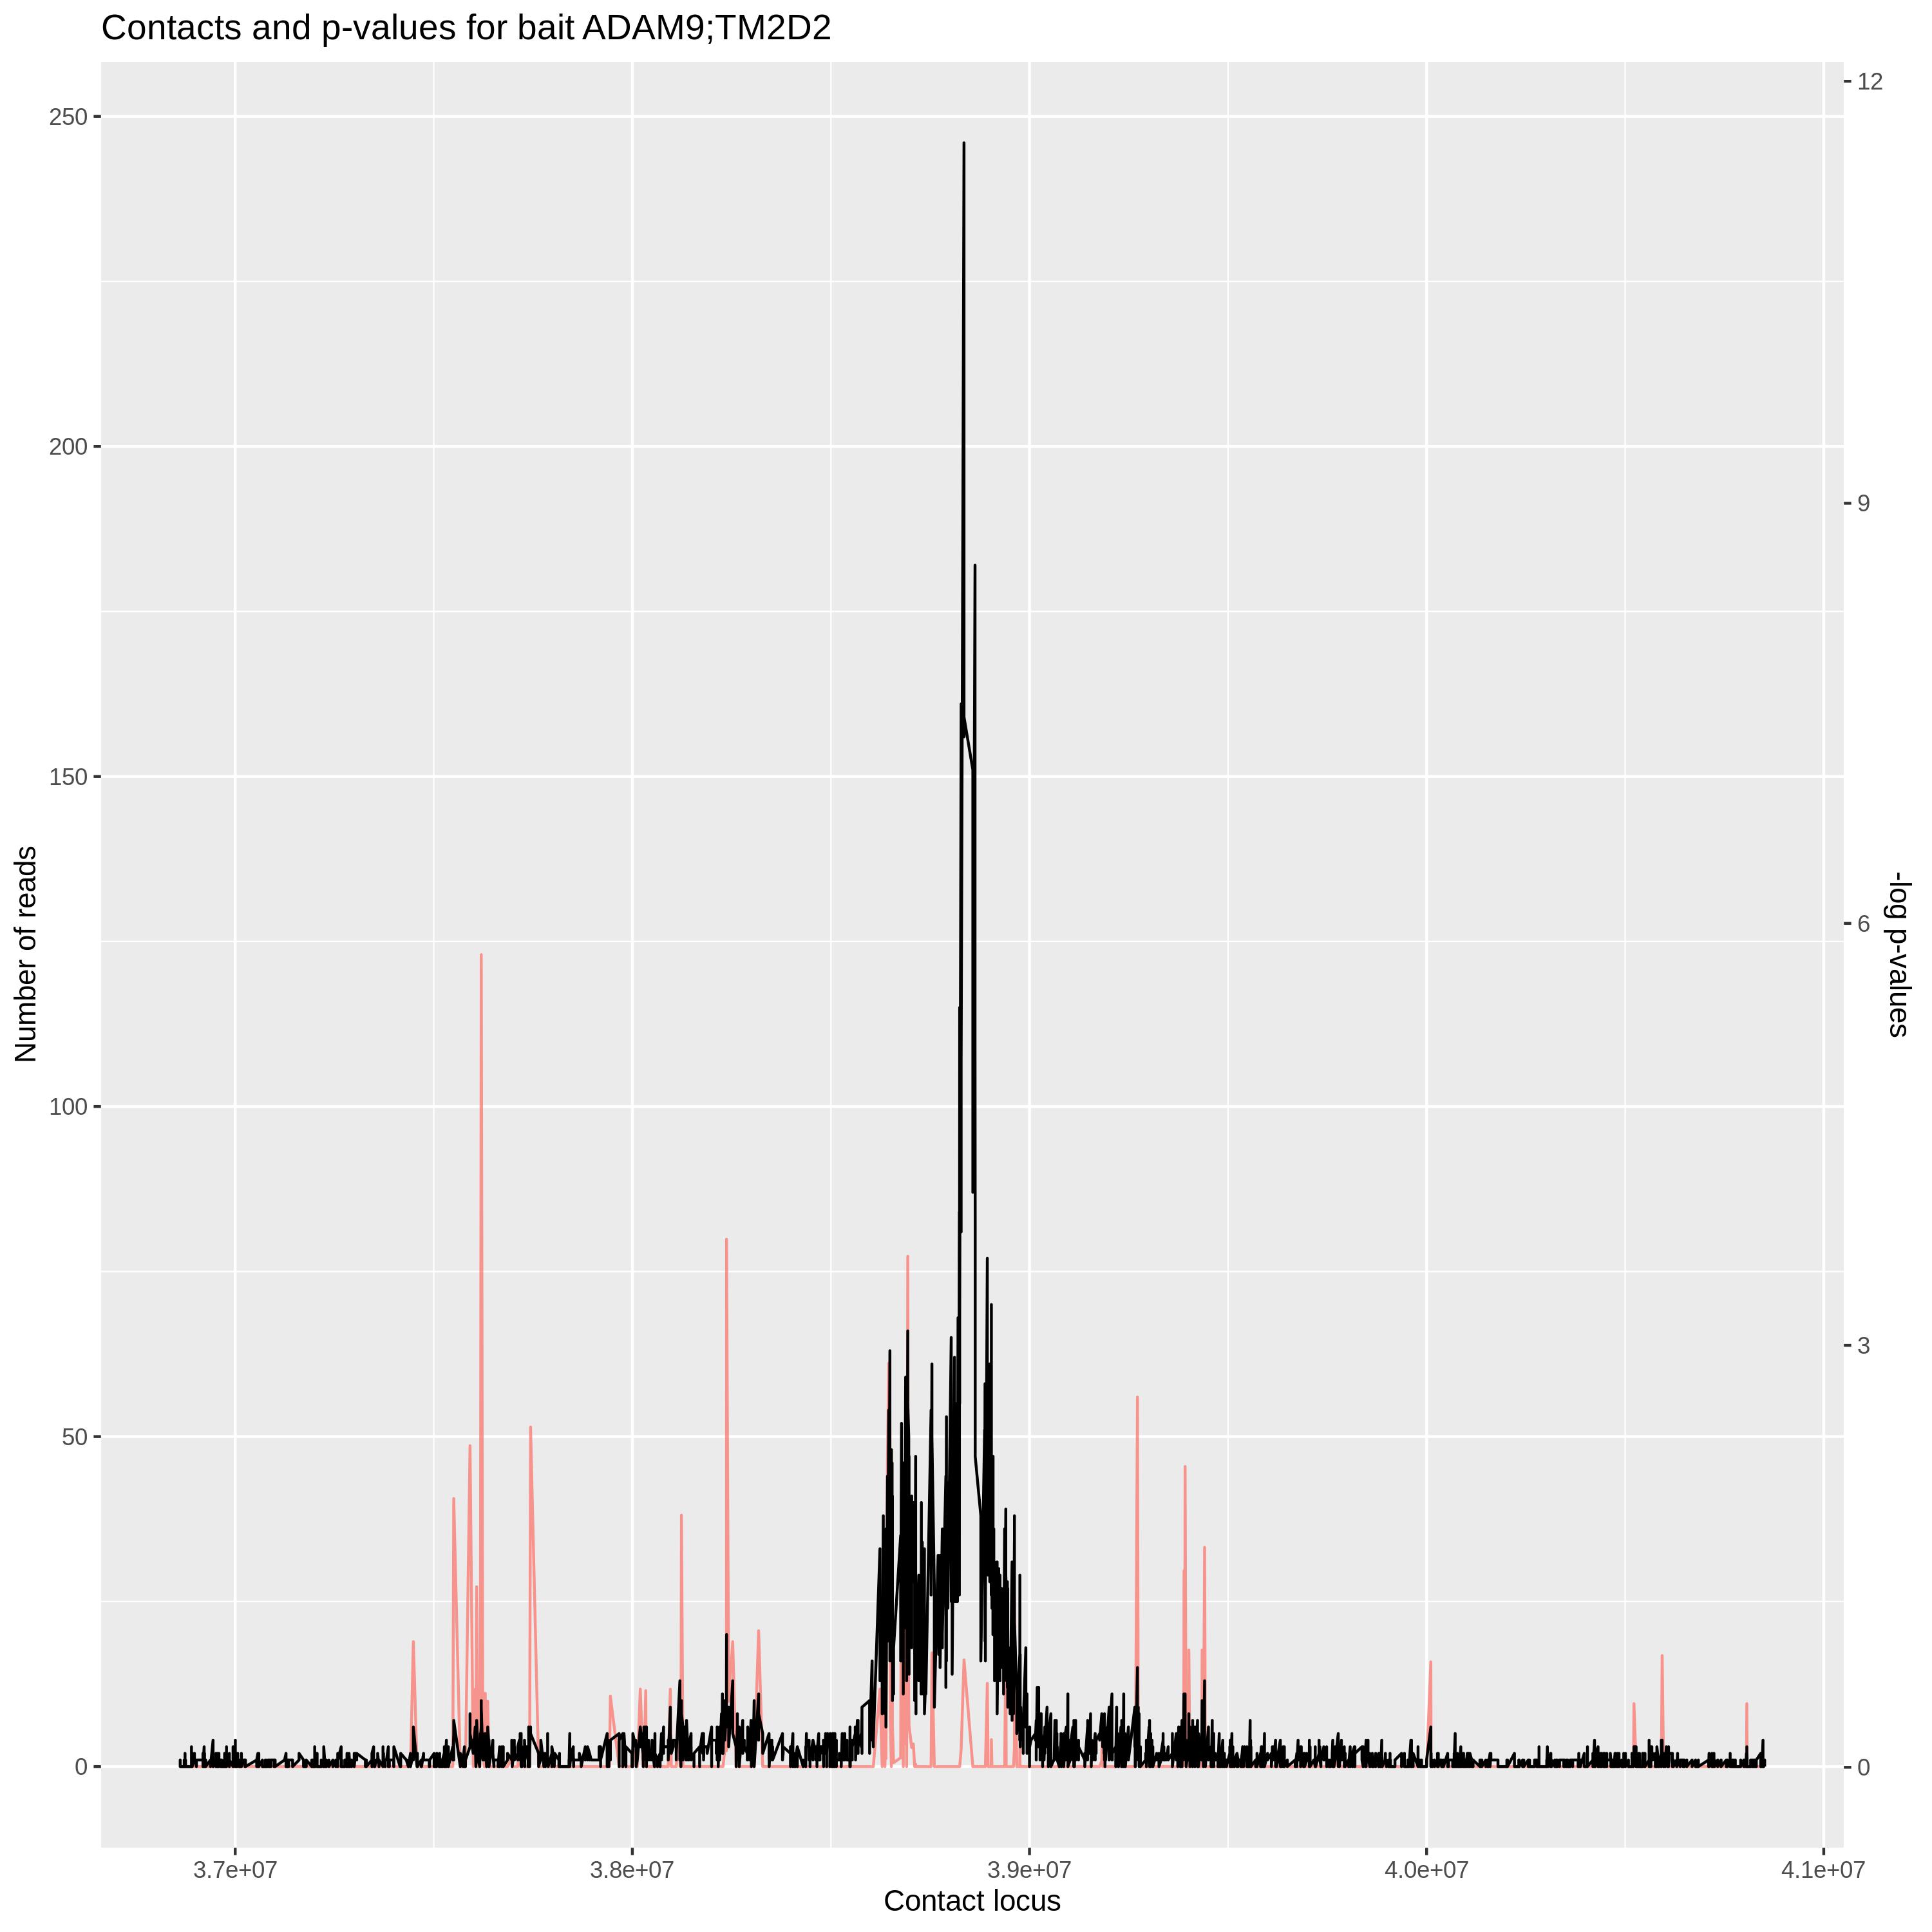 Contacts and p-values for bait ADAM9;TM2D2
250
200
150
100
50
0
Number of reads
12
9
6
3
0
-log p-values
3.7e+07 3.8e+07 3.9e+07 4.0e+07 4.1e+07
Contact locus